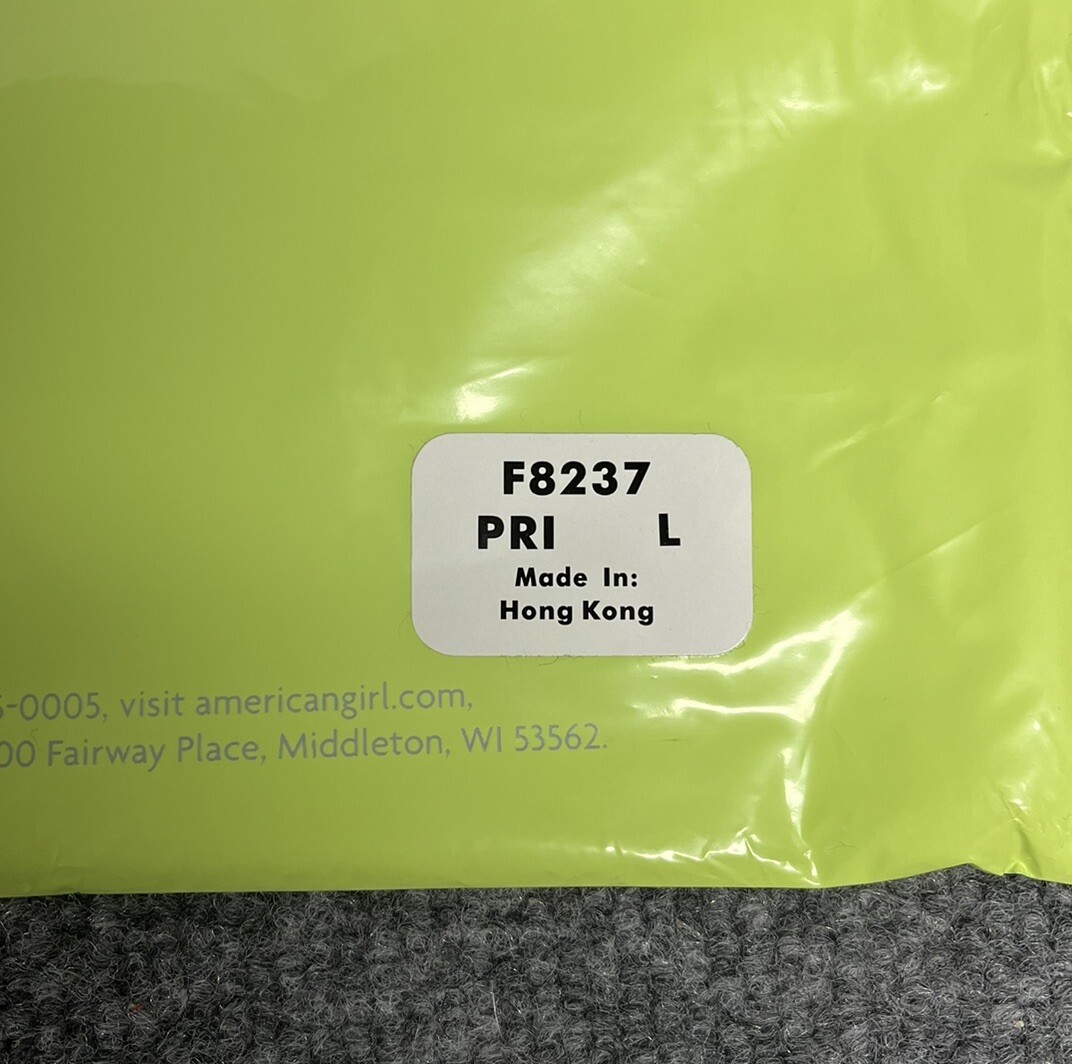 F8237
PRI L
Made In:
Hong Kong
-0005, visit americangirl.com,
00 Fairway Place, Middleton, WI 53562.